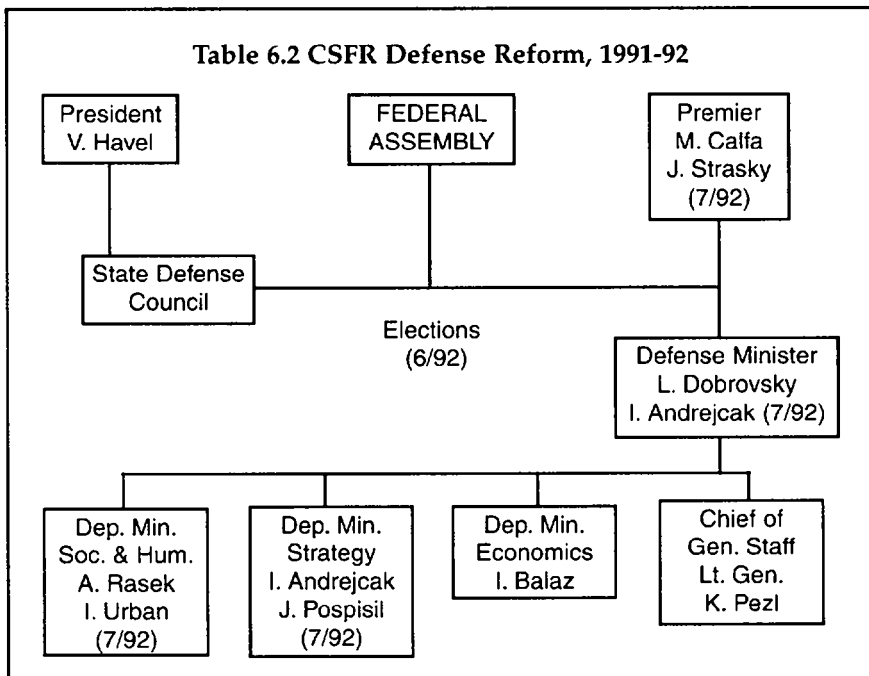 Table 6.2 CSFR Defense Reform, 1991-92
President
V. Havel
FEDERAL
ASSEMBLY
Premier
M. Calfa
J. Strasky
(7/92)
State Defense
Council
Elections
(6/92)
Defense Minister
L. Dobrovsky
I. Andrejcak (7/92)
Dep. Min.
Soc. & Hum.
A. Rasek
I. Urban
(7/92)
Dep. Min.
Strategy
I. Andrejcak
J. Pospisil
(7/92)
Dep. Min.
Economics
I. Balaz
Chief of
Gen. Staff
Lt. Gen.
K. Pezl